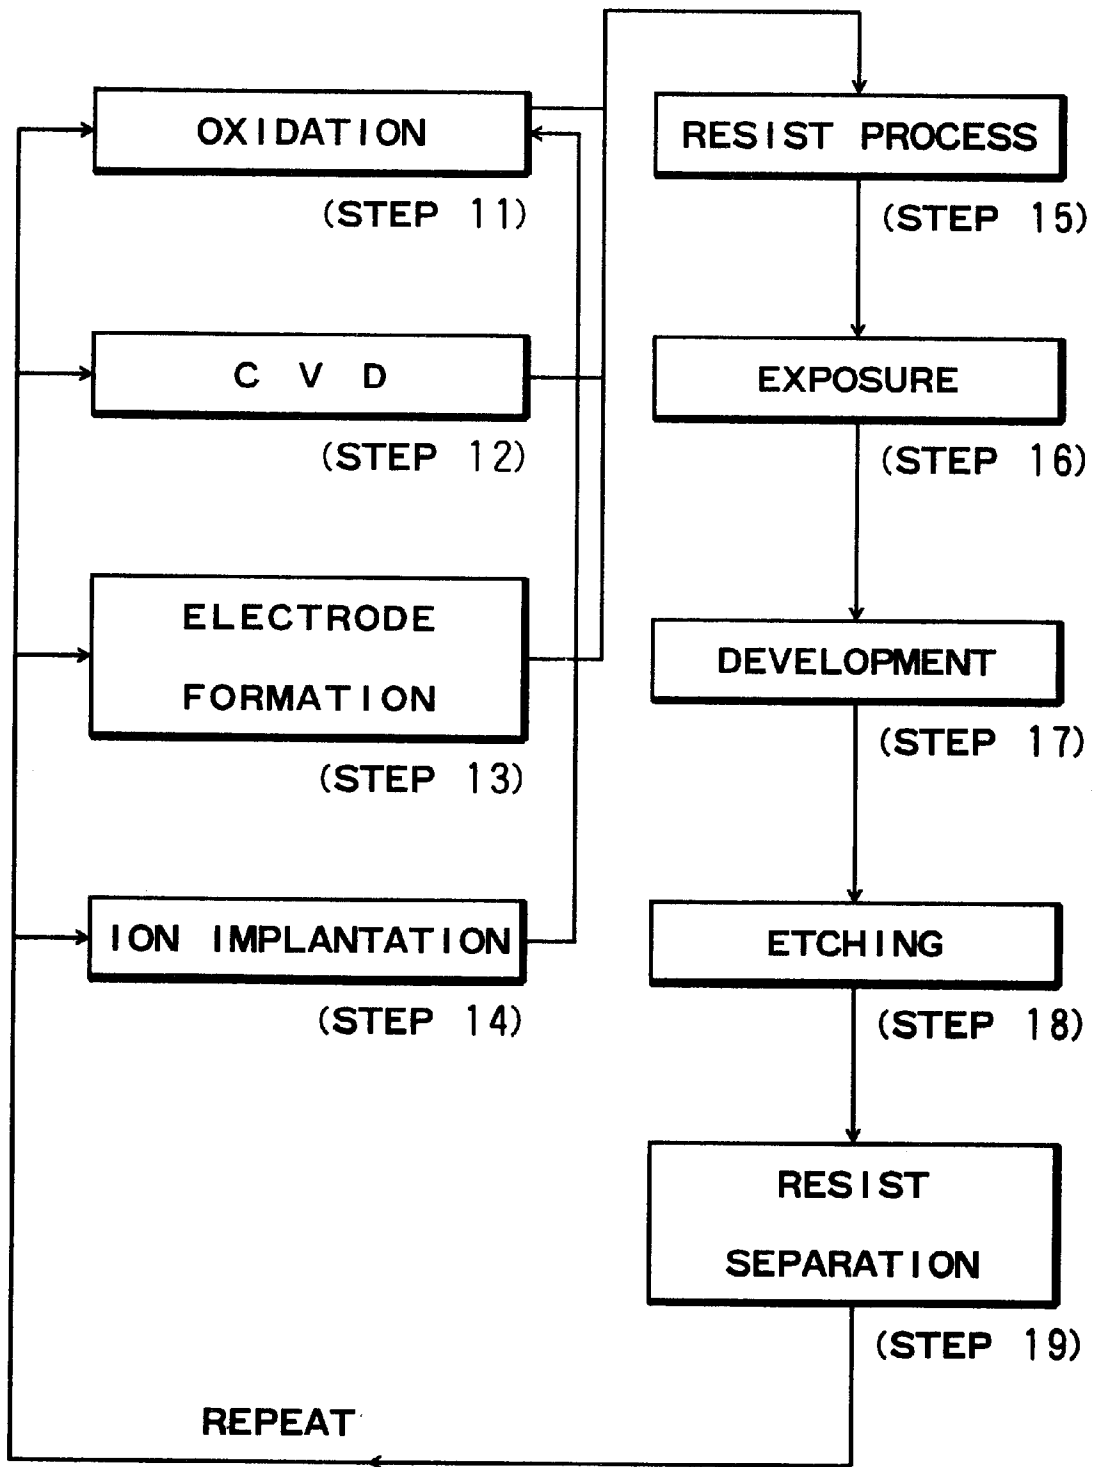 OXIDATION
(STEP 11)
C V D
(STEP 12)
ELECTRODE
FORMATION
(STEP 13)
ION IMPLANTATION
(STEP 14)
RESIST PROCESS
(STEP 15)
EXPOSURE
(STEP 16)
DEVELOPMENT
(STEP 17)
ETCHING
(STEP 18)
RESIST
SEPARATION
(STEP 19)
REPEAT